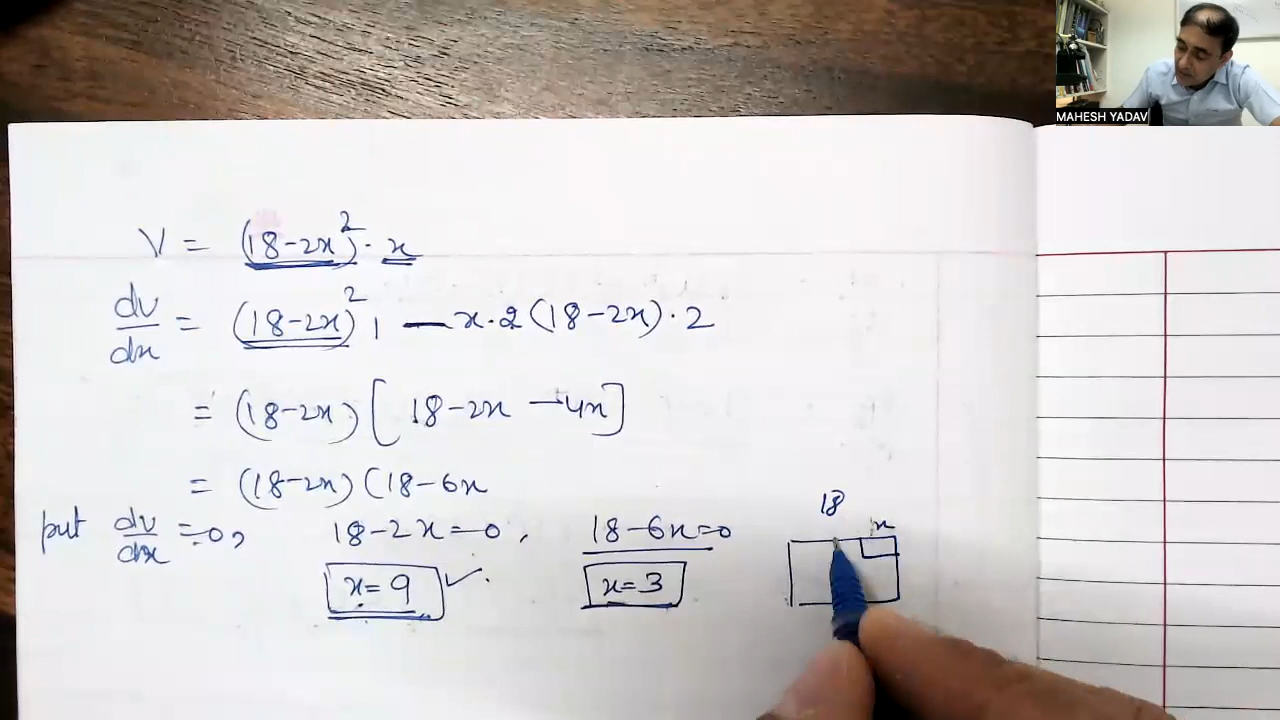 MAHESH YADAV
V = (18-2x)² · x
dv/dx = (18-2x)² 1 — x·2(18-2x)·2
= (18-2x)[18-2x -4x]
= (18-2x)(18-6x
put dv/dx = 0, 18-2x=0, 18-6x=0
x=9 ✓. x=3
18
x